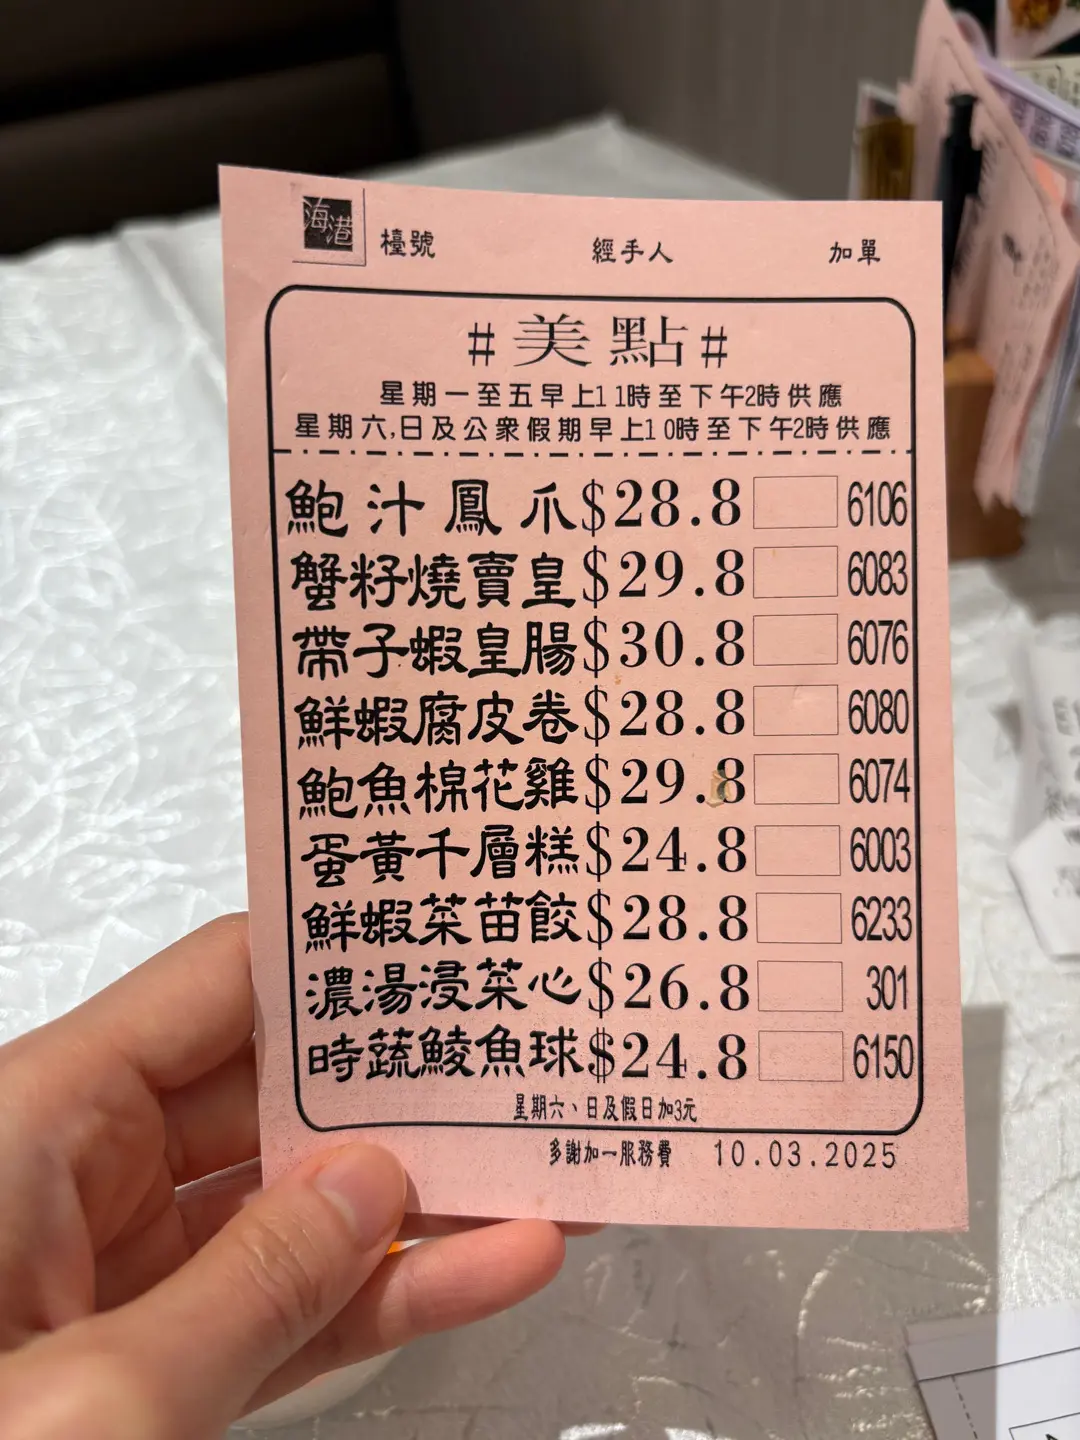 海港 檯號 經手人 加單
# 美點 #
星期一至五早上11時至下午2時供應
星期六,日及公眾假期早上10時至下午2時供應
鮑汁鳳爪 $28.8 6106
蟹籽燒賣皇 $29.8 6083
帶子蝦皇腸 $30.8 6076
鮮蝦腐皮卷 $28.8 6080
鮑魚棉花雞 $29.8 6074
蛋黃千層糕 $24.8 6003
鮮蝦菜苗餃 $28.8 6233
濃湯浸菜心 $26.8 301
時蔬鯪魚球 $24.8 6150
星期六、日及假日加3元
多謝加一服務費 10.03.2025